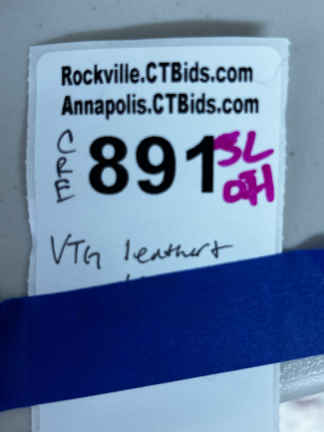 Rockville.CTBids.com
Annapolis.CTBids.com
CRE
891
SL
OH
VTG leather +